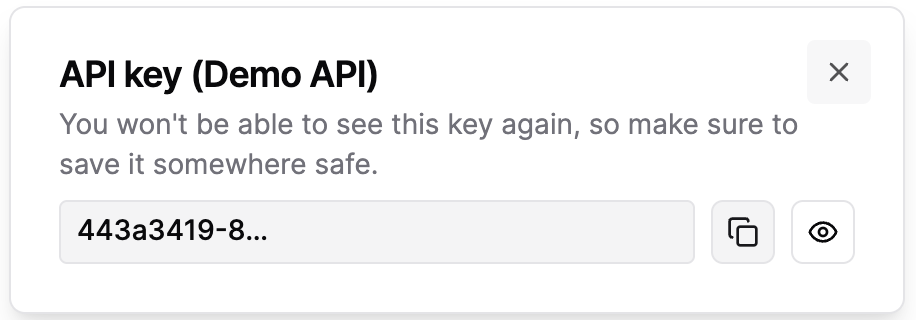 API key (Demo API)
You won't be able to see this key again, so make sure to
save it somewhere safe.
443a3419-8...